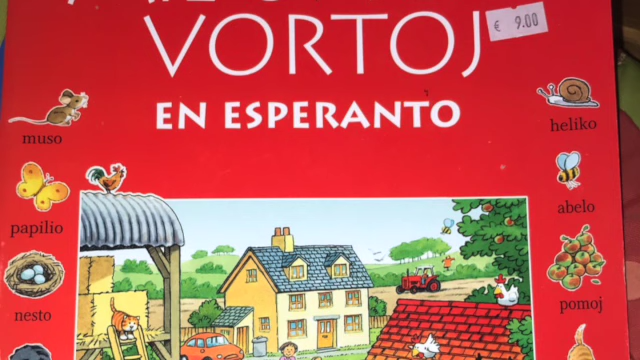 VORTOJ
€ 9.00
EN ESPERANTO
muso
heliko
papilio
abelo
nesto
pomoj